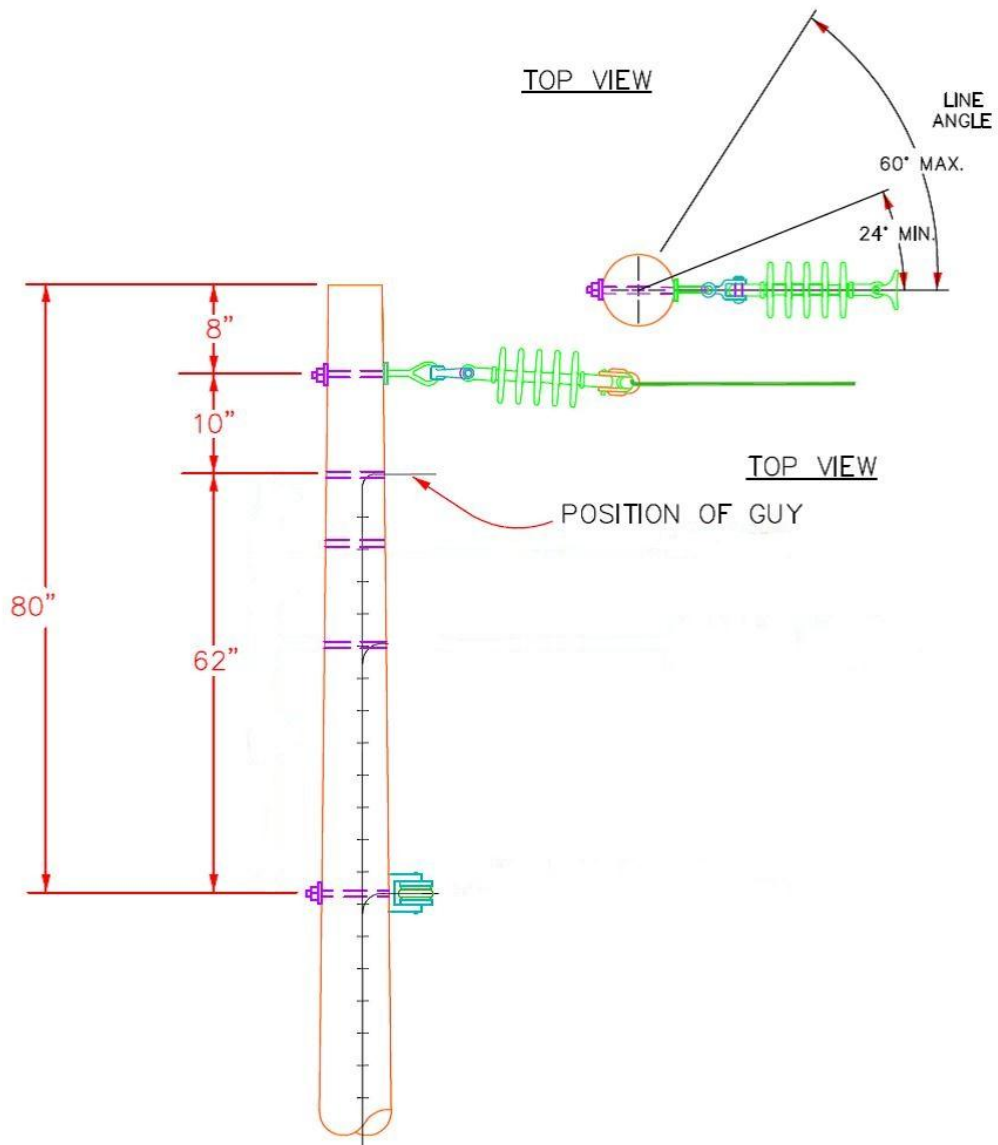 TOP VIEW
LINE
ANGLE
60° MAX.
24° MIN.
8"
10"
TOP VIEW
POSITION OF GUY
80"
62"